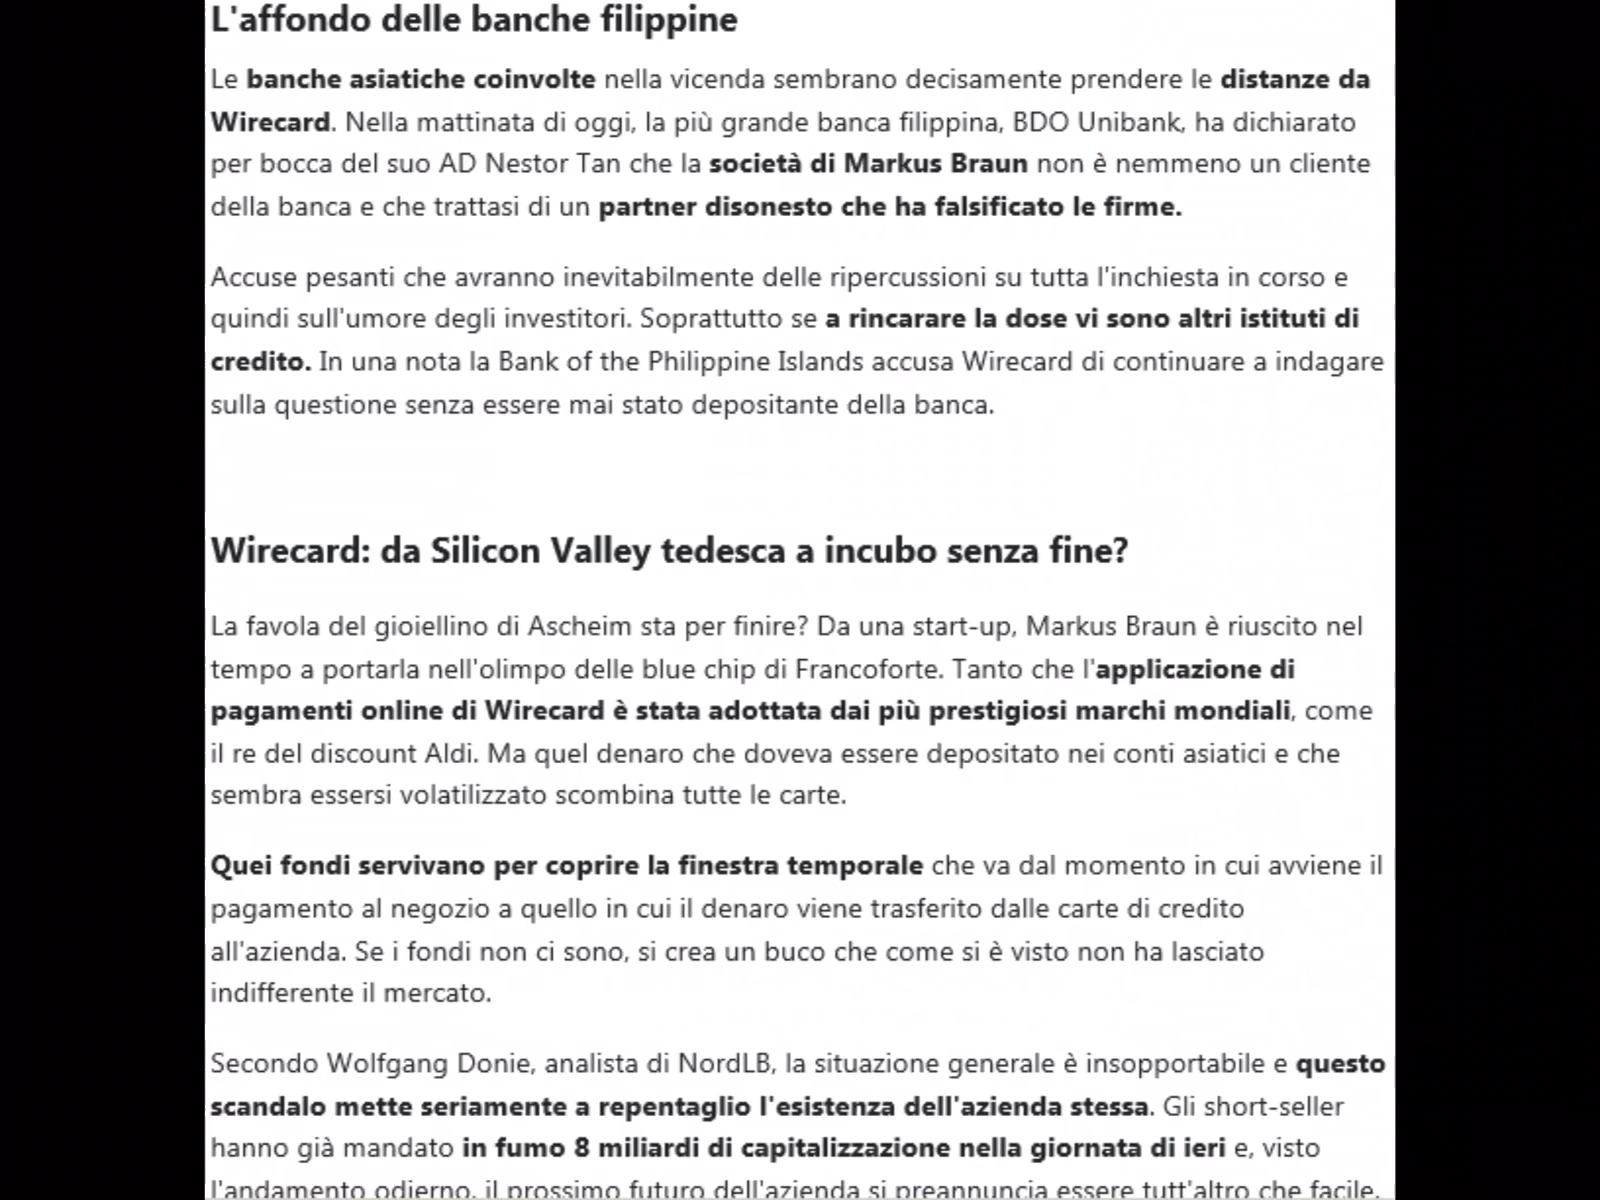 L'affondo delle banche filippine
Le banche asiatiche coinvolte nella vicenda sembrano decisamente prendere le distanze da
Wirecard. Nella mattinata di oggi, la più grande banca filippina, BDO Unibank, ha dichiarato
per bocca del suo AD Nestor Tan che la società di Markus Braun non è nemmeno un cliente
della banca e che trattasi di un partner disonesto che ha falsificato le firme.
Accuse pesanti che avranno inevitabilmente delle ripercussioni su tutta l'inchiesta in corso e
quindi sull'umore degli investitori. Soprattutto se a rincarare la dose vi sono altri istituti di
credito. In una nota la Bank of the Philippine Islands accusa Wirecard di continuare a indagare
sulla questione senza essere mai stato depositante della banca.
Wirecard: da Silicon Valley tedesca a incubo senza fine?
La favola del gioiellino di Ascheim sta per finire? Da una start-up, Markus Braun è riuscito nel
tempo a portarla nell'olimpo delle blue chip di Francoforte. Tanto che l'applicazione di
pagamenti online di Wirecard è stata adottata dai più prestigiosi marchi mondiali, come
il re del discount Aldi. Ma quel denaro che doveva essere depositato nei conti asiatici e che
sembra essersi volatilizzato scombina tutte le carte.
Quei fondi servivano per coprire la finestra temporale che va dal momento in cui avviene il
pagamento al negozio a quello in cui il denaro viene trasferito dalle carte di credito
all'azienda. Se i fondi non ci sono, si crea un buco che come si è visto non ha lasciato
indifferente il mercato.
Secondo Wolfgang Donie, analista di NordLB, la situazione generale è insopportabile e questo
scandalo mette seriamente a repentaglio l'esistenza dell'azienda stessa. Gli short-seller
hanno già mandato in fumo 8 miliardi di capitalizzazione nella giornata di ieri e, visto
l'andamento odierno, il prossimo futuro dell'azienda si preannuncia essere tutt'altro che facile.